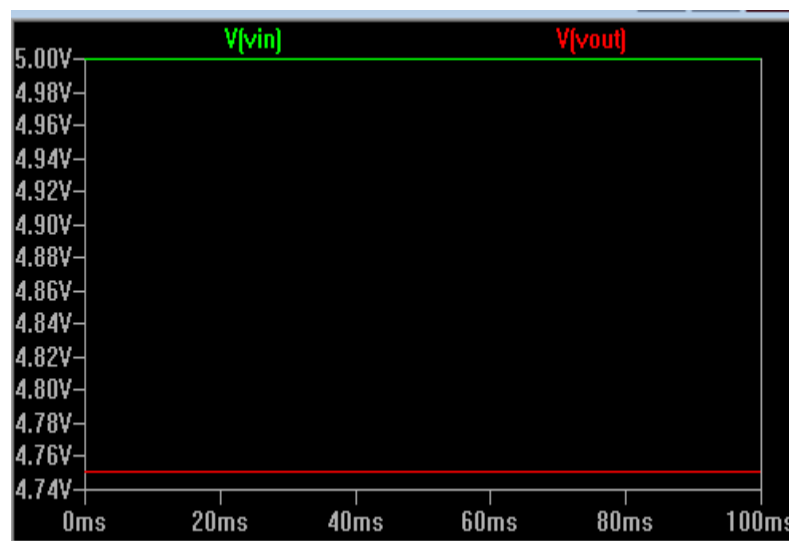 V(vin) V(vout)
5.00V
4.98V
4.96V
4.94V
4.92V
4.90V
4.88V
4.86V
4.84V
4.82V
4.80V
4.78V
4.76V
4.74V
0ms 20ms 40ms 60ms 80ms 100ms